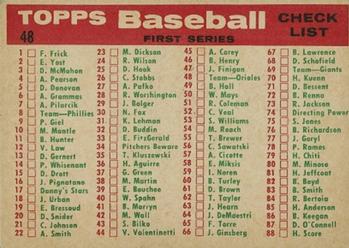 TOPPS Baseball CHECK LIST
48 FIRST SERIES
1 F. Frick
2 E. Yost
3 D. McMahon
4 A. Pearson
5 D. Donovan
6 A. Grammas
7 A. Pilarcik
8 Team—Phillies
9 P. Giel
10 M. Mantle
11 B. Hunter
12 V. Law
13 D. Gernert
14 P. Whisenant
15 D. Drott
16 J. Pignatano
17 Danny's Stars
18 J. Urban
19 E. Bressoud
20 D. Snider
21 C. Johnson
22 A. Smith
23 M. Dickson
24 R. Wilson
25 D. Hoak
26 C. Stobbs
27 A. Pafko
28 R. Worthington
29 J. Bolger
30 N. Fox
31 K. Lehman
32 D. Buddin
33 E. FitzGerald
34 Pitchers Beware
35 T. Kluszewski
36 H. Aguirre
37 G. Green
38 M. Martin
39 E. Bouchee
40 W. Spahn
41 B. Martyn
42 M. Wall
43 S. Bilko
44 V. Valentinetti
45 A. Carey
46 B. Henry
47 J. Finigan
48 Team—Orioles
49 B. Hall
50 W. Mays
51 R. Coleman
52 C. Veal
53 S. Williams
54 M. Roach
55 T. Brewer
56 C. Sawatski
57 A. Cicotte
58 E. Miksis
59 I. Noren
60 B. Turley
61 D. Brown
62 T. Taylor
63 J. Bunning
64 J. DeMaestri
65 F. Torre
66 J. Ginsberg
67 B. Lawrence
68 D. Schofield
69 Giants—Team
70 H. Kuenn
71 D. Bessent
72 B. Renna
73 R. Jackson
74 Directing Power
75 S. Jones
76 B. Richardson
77 J. Gary
78 P. Ramos
79 H. Chiti
80 M. Minoso
81 H. Jeffcoat
82 B. Boyd
83 B. Smith
84 B. Bertoia
85 H. Anderson
86 B. Keegan
87 D. O'Connell
88 G. Scott